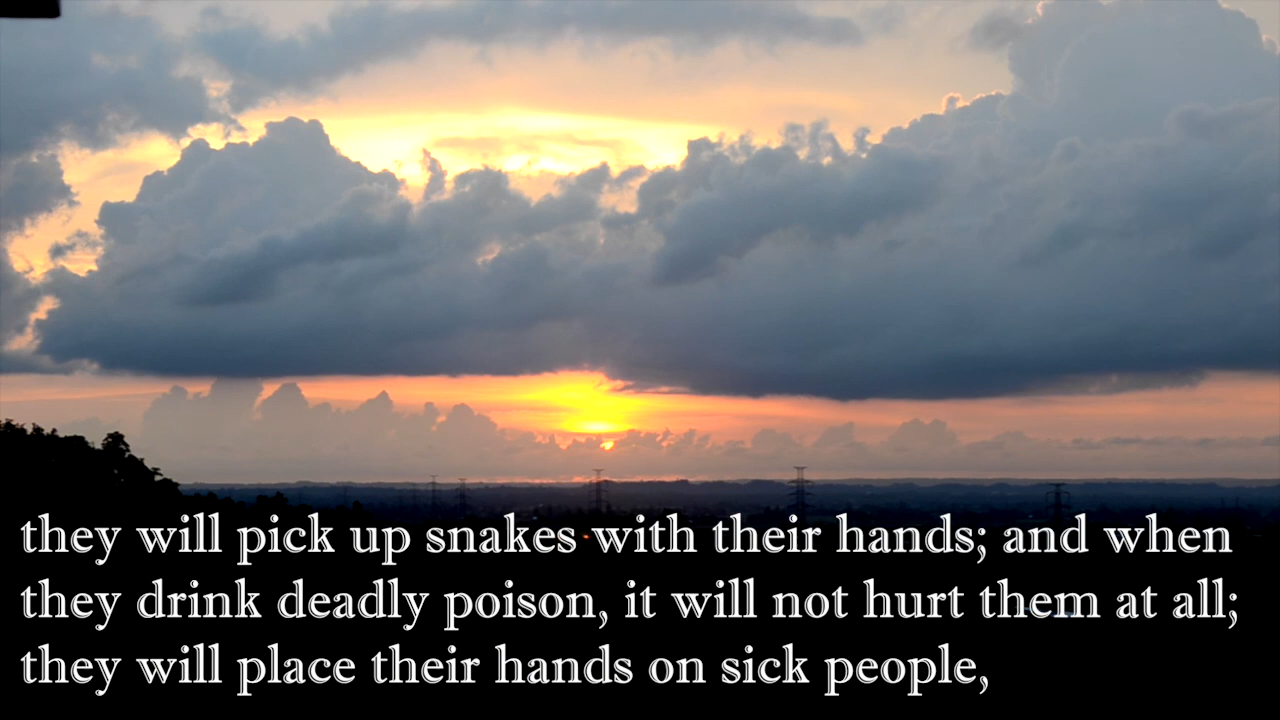 they will pick up snakes with their hands; and when
they drink deadly poison, it will not hurt them at all;
they will place their hands on sick people,